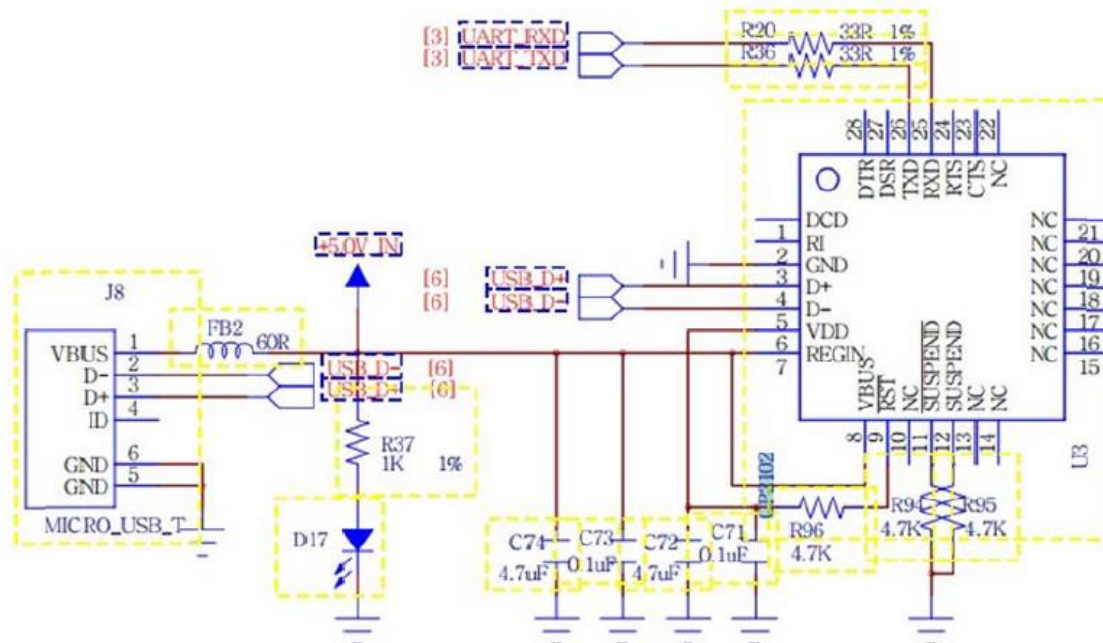 [3] UART_RXD R20 33R 1%
[3] UART_TXD R36 33R 1%
28 27 26 25 24 23 22
DTR DSR TXD RXD RTS CTS NC
DCD NC
1 RI NC 21
2 GND NC 20
3 D+ NC 19
4 D- NC 18
5 VDD NC 17
6 REGIN NC 16
7 15
VBUS RST NC SUSPEND SUSPEND NC NC
8 9 10 11 12 13 14
U3
+5.0V_IN
[6] USB_D+
[6] USB_D-
J8
FB2
60R
VBUS 1
D- 2
D+ 3
ID 4
GND 6
GND 5
MICRO_USB_T
USB_D- [6]
USB_D+ [6]
R37
1K 1%
D17
C74
4.7uF
C73
0.1uF
C72
4.7uF
C71
0.1uF
R96
4.7K
R94
4.7K
R95
4.7K